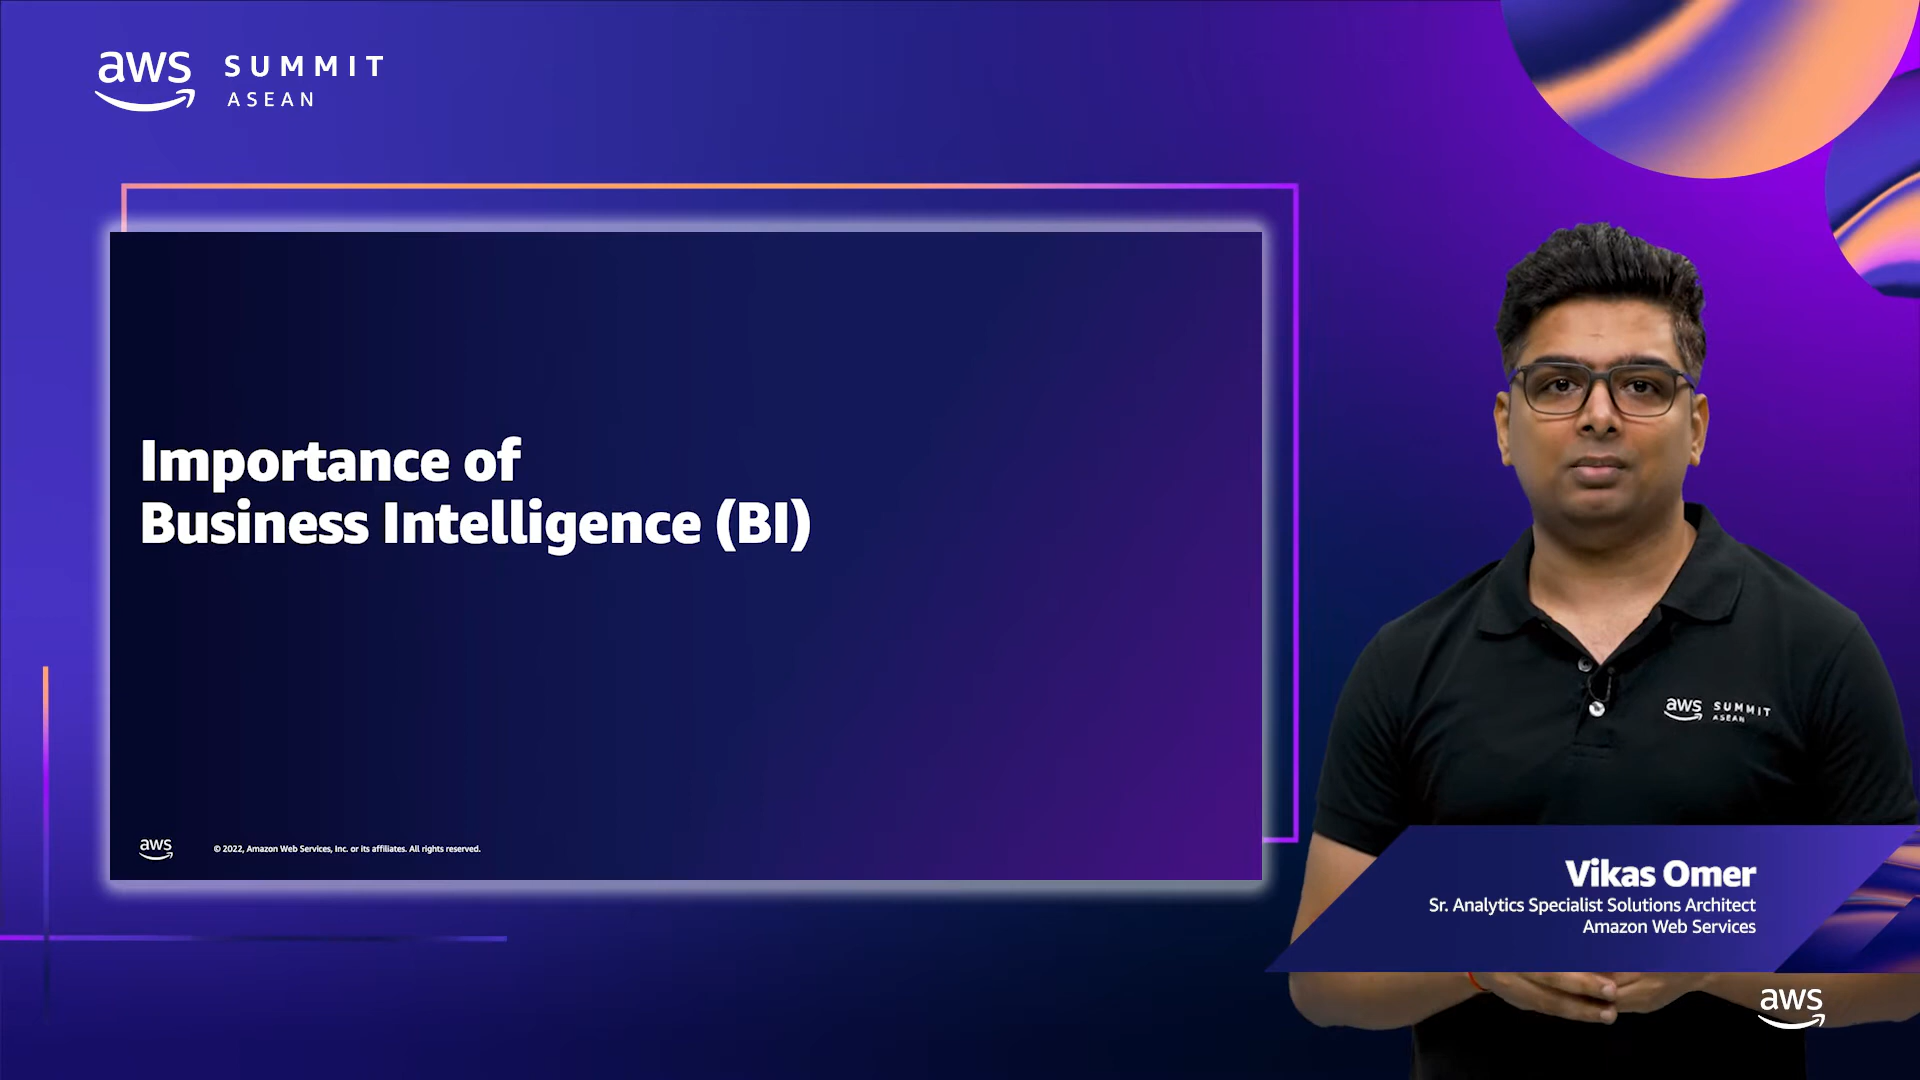 aws SUMMIT
ASEAN
Importance of
Business Intelligence (BI)
aws © 2022, Amazon Web Services, Inc. or its affiliates. All rights reserved.
aws SUMMIT
ASEAN
Vikas Omer
Sr. Analytics Specialist Solutions Architect
Amazon Web Services
aws